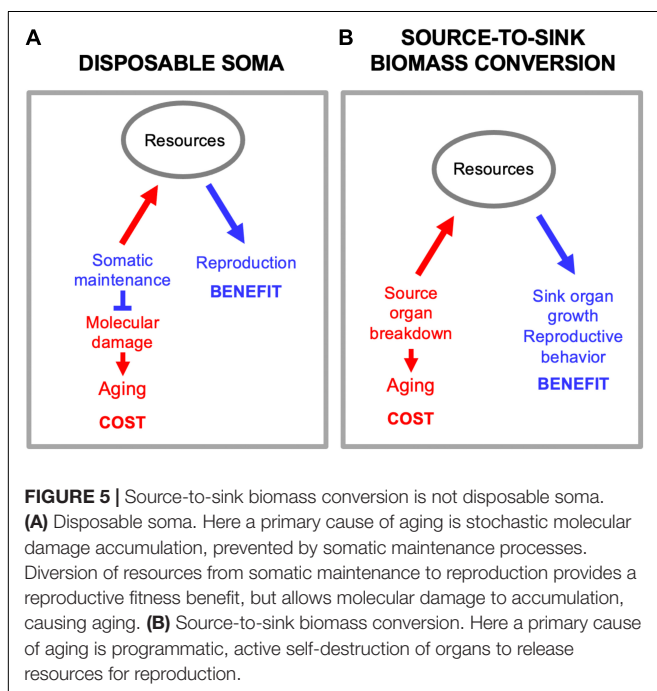 A
DISPOSABLE SOMA
Resources
Somatic
maintenance
Reproduction
BENEFIT
Molecular
damage
Aging
COST
B
SOURCE-TO-SINK
BIOMASS CONVERSION
Resources
Source
organ
breakdown
Sink organ
growth
Reproductive
behavior
BENEFIT
Aging
COST
FIGURE 5 | Source-to-sink biomass conversion is not disposable soma.
(A) Disposable soma. Here a primary cause of aging is stochastic molecular
damage accumulation, prevented by somatic maintenance processes.
Diversion of resources from somatic maintenance to reproduction provides a
reproductive fitness benefit, but allows molecular damage to accumulation,
causing aging. (B) Source-to-sink biomass conversion. Here a primary cause
of aging is programmatic, active self-destruction of organs to release
resources for reproduction.